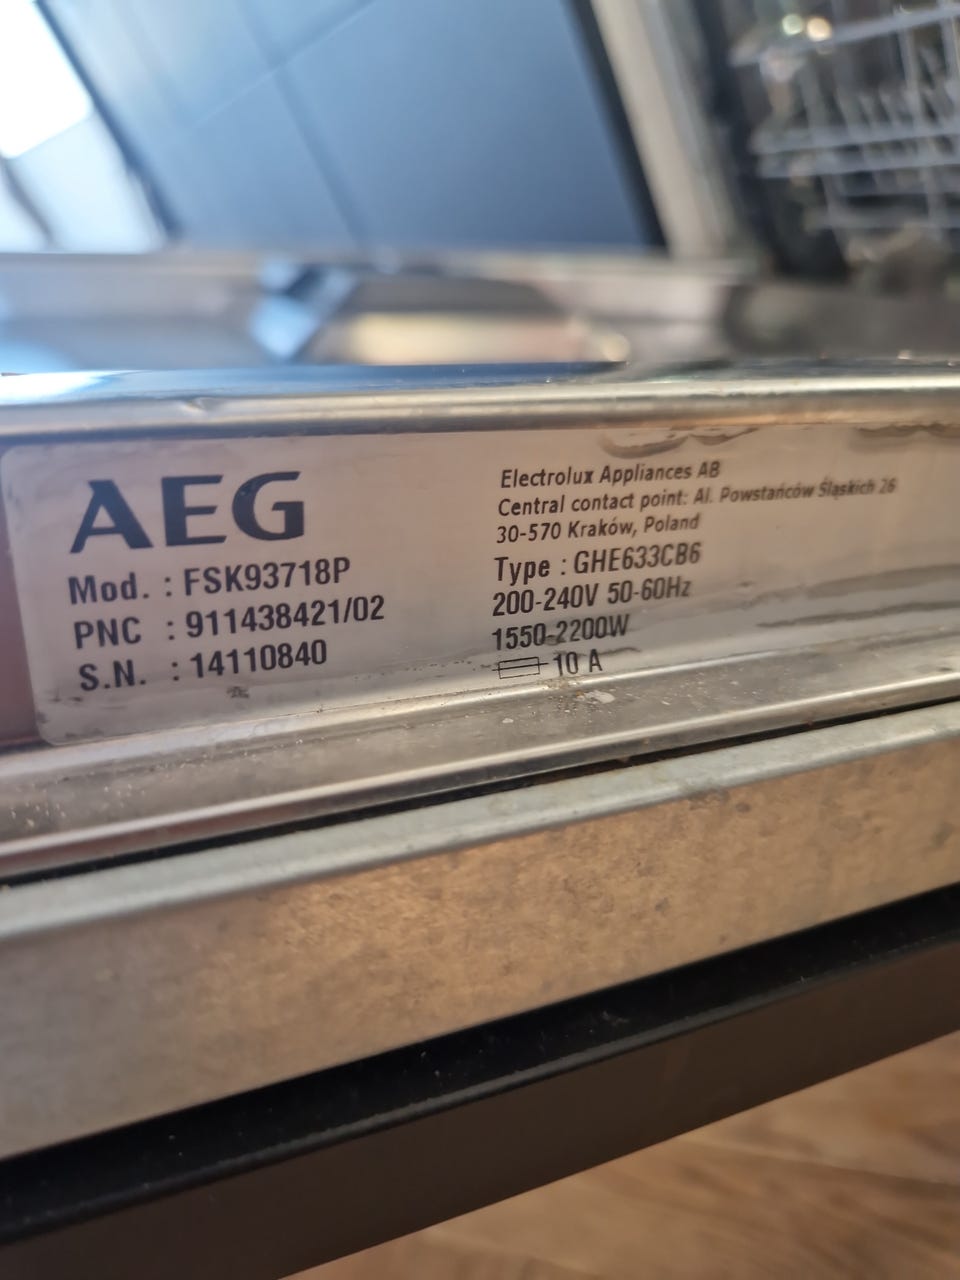 AEG
Mod. : FSK93718P
PNC : 911438421/02
S.N. : 14110840
Electrolux Appliances AB
Central contact point: Al. Powstańców Śląskich 26
30-570 Kraków, Poland
Type : GHE633CB6
200-240V 50-60Hz
1550-2200W
10 A